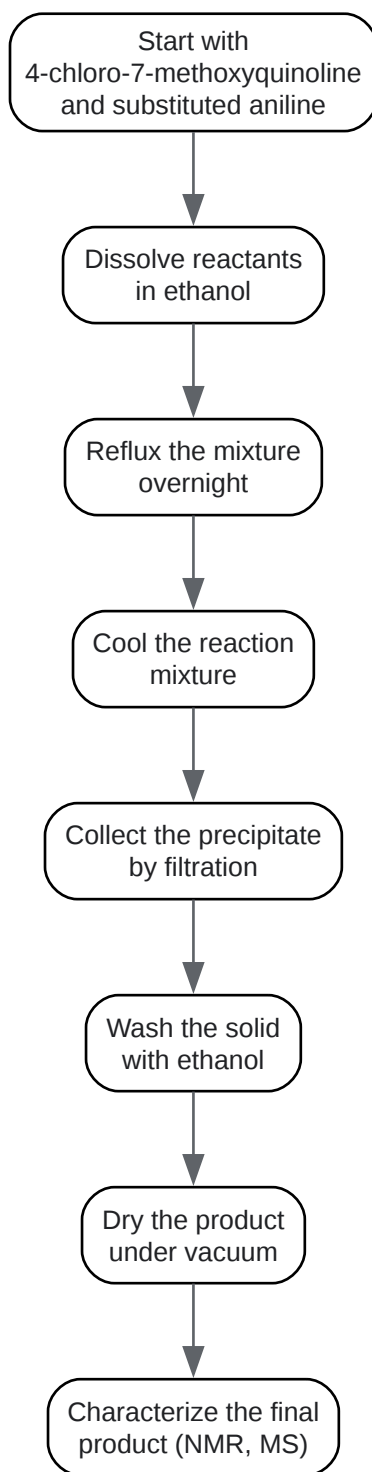 Start with
4-chloro-7-methoxyquinoline
and substituted aniline
Dissolve reactants
in ethanol
Reflux the mixture
overnight
Cool the reaction
mixture
Collect the precipitate
by filtration
Wash the solid
with ethanol
Dry the product
under vacuum
Characterize the final
product (NMR, MS)